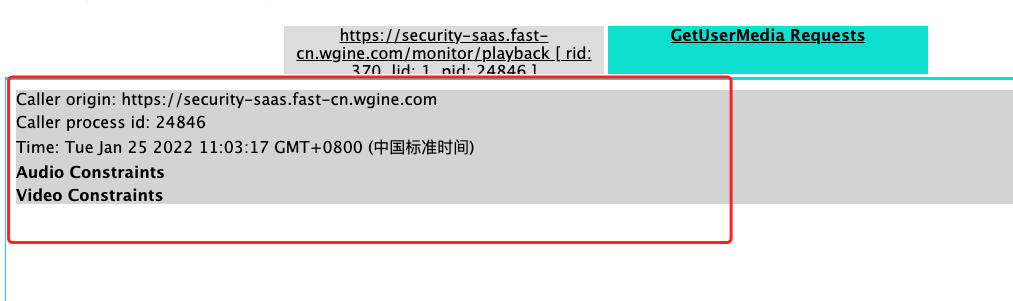 https://security-saas.fast-
cn.wgine.com/monitor/playback [ rid:
370, lid: 1, pid: 24846 ]
GetUserMedia Requests
Caller origin: https://security-saas.fast-cn.wgine.com
Caller process id: 24846
Time: Tue Jan 25 2022 11:03:17 GMT+0800 (中国标准时间)
Audio Constraints
Video Constraints